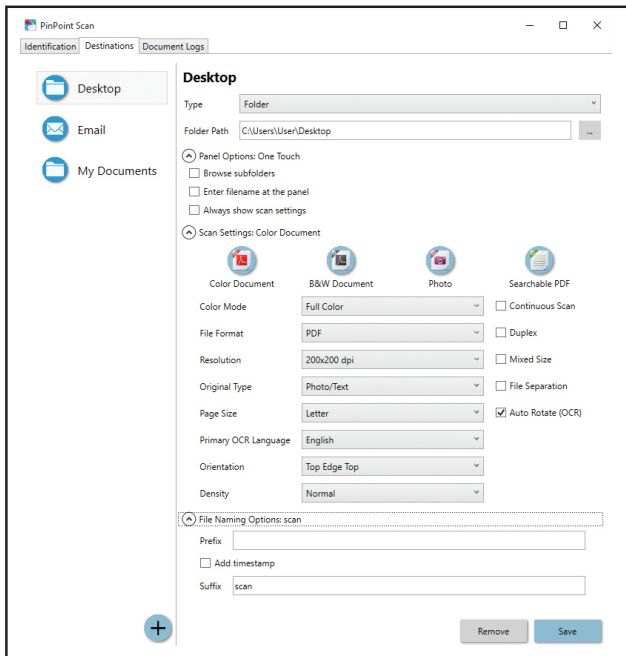 PinPoint Scan
Identification Destinations Document Logs
Desktop
Email
My Documents
Desktop
Type Folder
Folder Path C:\Users\User\Desktop ...
Panel Options: One Touch
Browse subfolders
Enter filename at the panel
Always show scan settings
Scan Settings: Color Document
Color Document B&W Document Photo Searchable PDF
Color Mode Full Color Continuous Scan
File Format PDF Duplex
Resolution 200x200 dpi Mixed Size
Original Type Photo/Text File Separation
Page Size Letter Auto Rotate (OCR)
Primary OCR Language English
Orientation Top Edge Top
Density Normal
File Naming Options: scan
Prefix
Add timestamp
Suffix scan
Remove Save